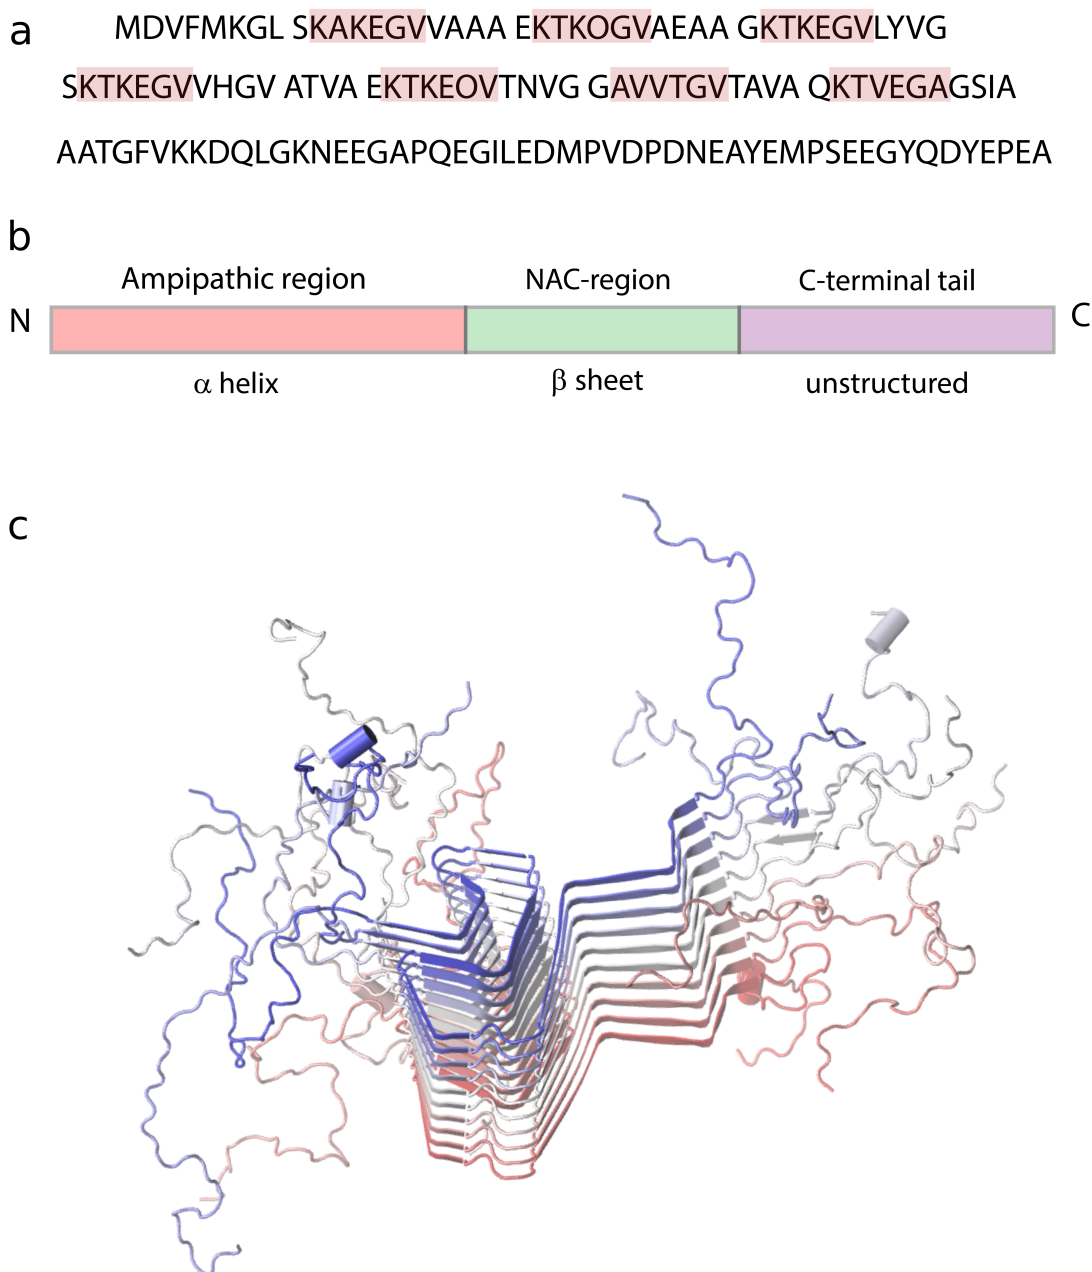 a
MDVFMKGL SKAKEGVVAAA EKTKOGVAEAA GKTKEGVLYVG
SKTKEGVVHGV ATVA EKTKEOVTNVG GAVVTGVTAVA QKTVEGAGSIA
AATGFVKKDQLGKNEEGAPQEGILEDMPVDPDNEAYEMPSEEGYQDYEPEA
b
Ampipathic region NAC-region C-terminal tail
N C
α helix β sheet unstructured
c